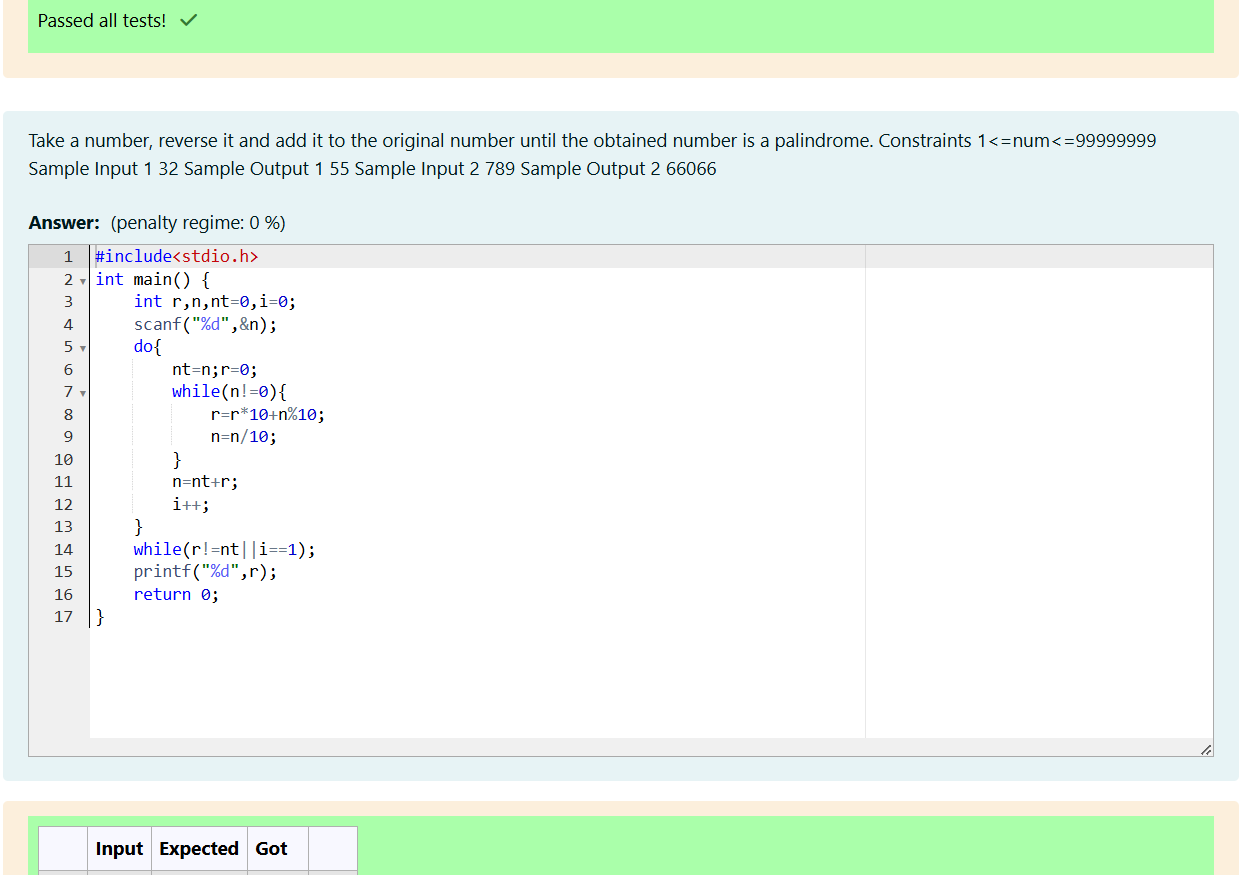 Passed all tests! ✓
Take a number, reverse it and add it to the original number until the obtained number is a palindrome. Constraints 1<=num<=99999999
Sample Input 1 32 Sample Output 1 55 Sample Input 2 789 Sample Output 2 66066
Answer: (penalty regime: 0 %)
1 #include<stdio.h>
2 int main() {
3     int r,n,nt=0,i=0;
4     scanf("%d",&n);
5     do{
6         nt=n;r=0;
7         while(n!=0){
8             r=r*10+n%10;
9             n=n/10;
10         }
11         n=nt+r;
12         i++;
13     }
14     while(r!=nt||i==1);
15     printf("%d",r);
16     return 0;
17 }
Input Expected Got